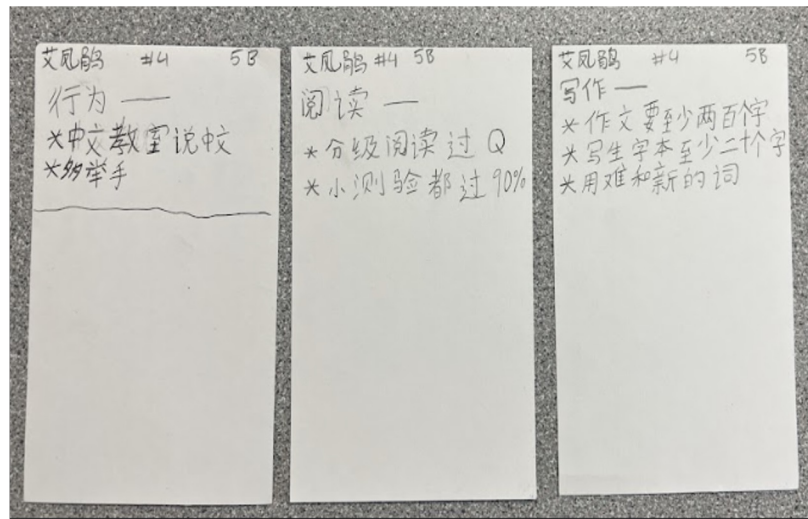 艾凤鹃 #4 5B
行为 —
*中文教室说中文
*多举手
艾凤鹃 #4 5B
阅读 —
*分级阅读过 Q
*小测验都过 90%
艾凤鹃 #4 5B
写作 —
*作文要至少两百个字
*写生字本至少二十个字
*用难和新的词